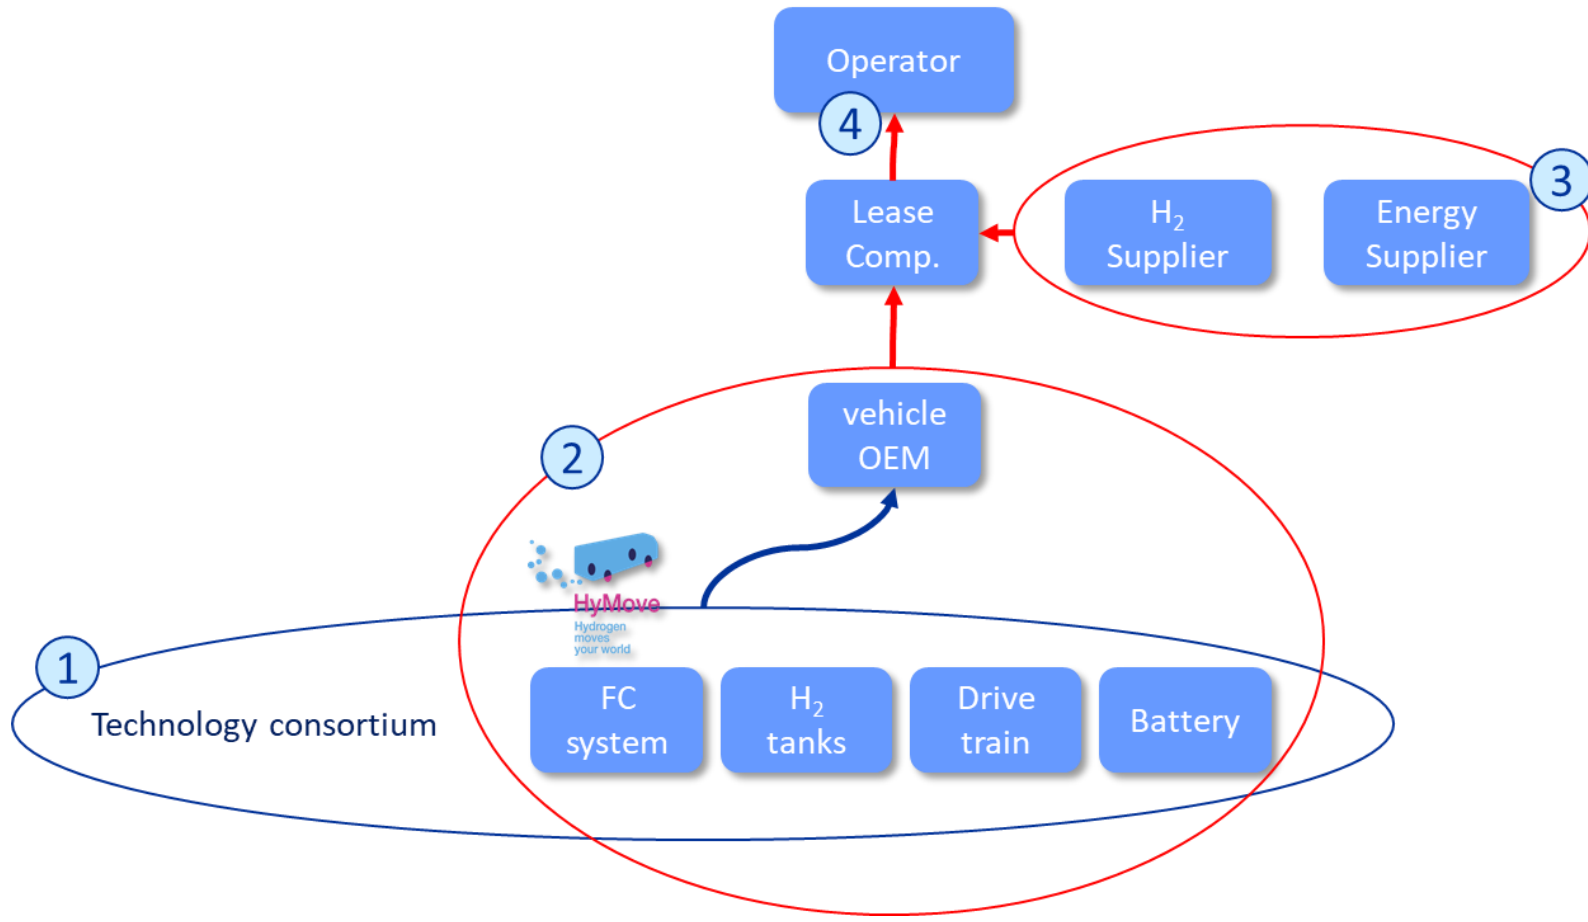 Operator
4
Lease
Comp.
H₂
Supplier
Energy
Supplier
3
vehicle
OEM
2
HyMove
Hydrogen
moves
your world
1
Technology consortium
FC
system
H₂
tanks
Drive
train
Battery